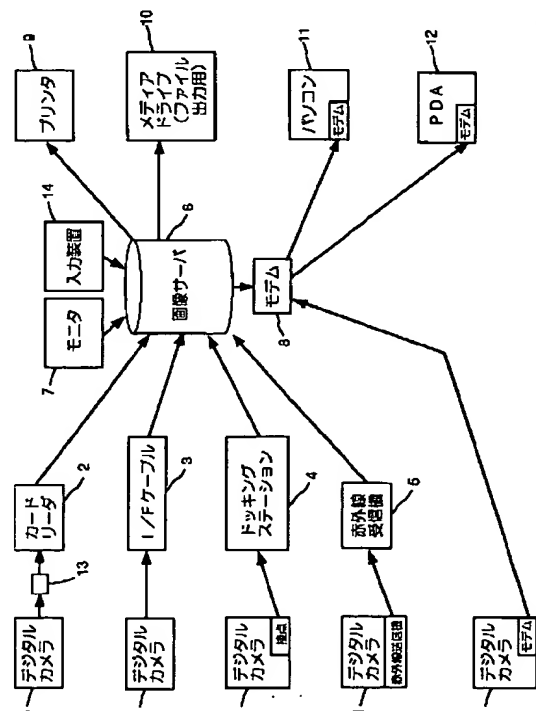 デジタル
カメラ
モデム
デジタル
カメラ
赤外線送信機
デジタル
カメラ
接点
デジタル
カメラ
デジタル
カメラ
13
赤外線
受信機
5
ドッキング
ステーション
4
I/Fケーブル
3
カード
リーダ
2
モデム
8
画像サーバ
6
モニタ
7
入力装置
14
PDA
モデム
12
パソコン
モデム
11
メディア
ドライブ
(ファイル
出力用)
10
プリンタ
9